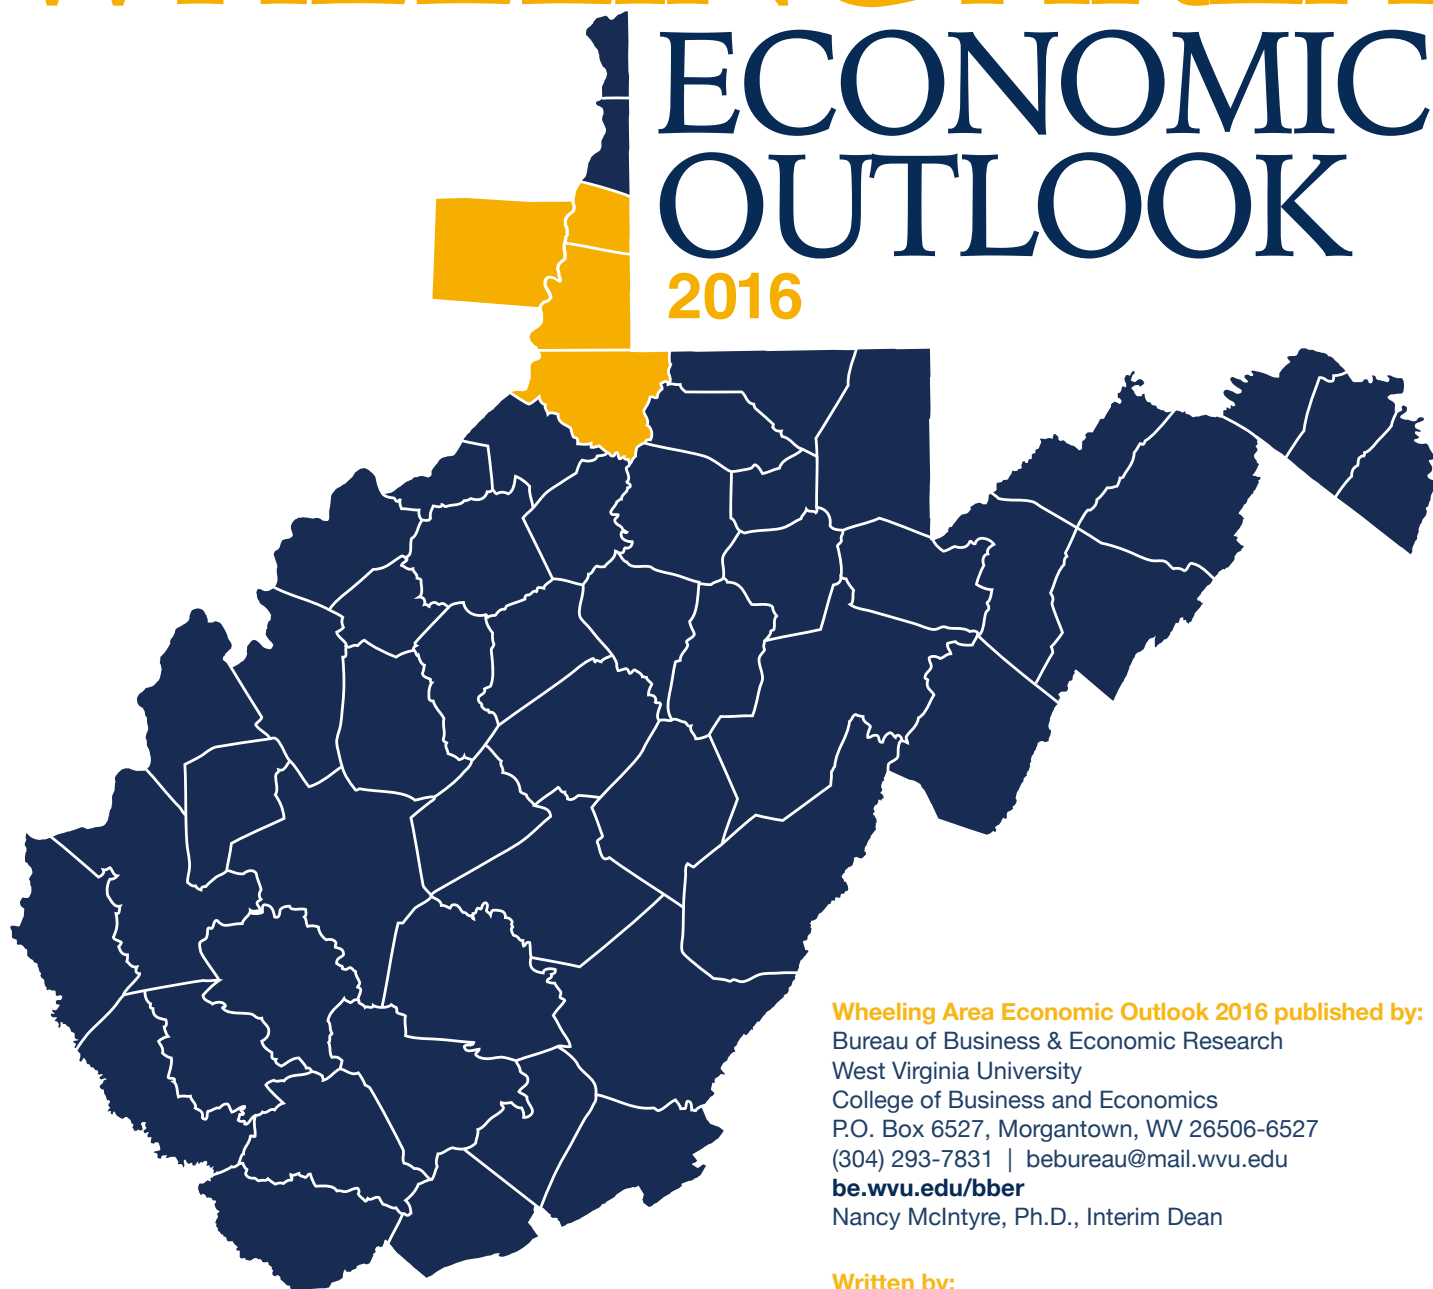 ECONOMIC
OUTLOOK
2016
Wheeling Area Economic Outlook 2016 published by:
Bureau of Business & Economic Research
West Virginia University
College of Business and Economics
P.O. Box 6527, Morgantown, WV 26506-6527
(304) 293-7831 | bebureau@mail.wvu.edu
be.wvu.edu/bber
Nancy McIntyre, Ph.D., Interim Dean
Written by: